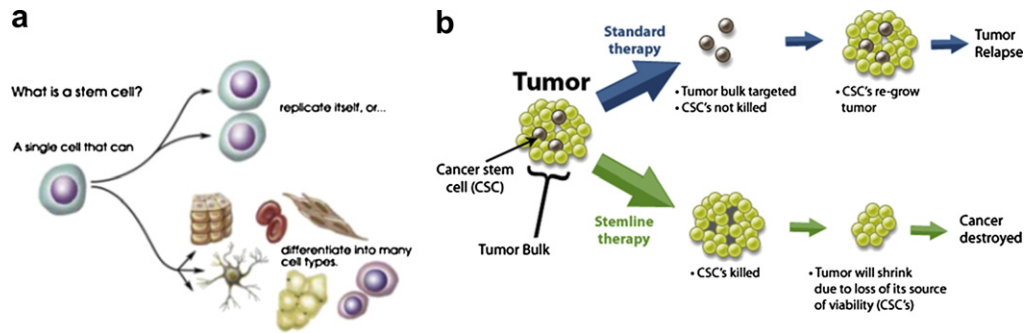 a
What is a stem cell?
replicate itself, or...
A single cell that can
differentiate into many
cell types.
b
Standard
therapy
Tumor
• Tumor bulk targeted
• CSC's not killed
• CSC's re-grow
tumor
Tumor
Relapse
Cancer stem
cell (CSC)
Tumor Bulk
Stemline
therapy
• CSC's killed
• Tumor will shrink
due to loss of its source
of viability (CSC's)
Cancer
destroyed